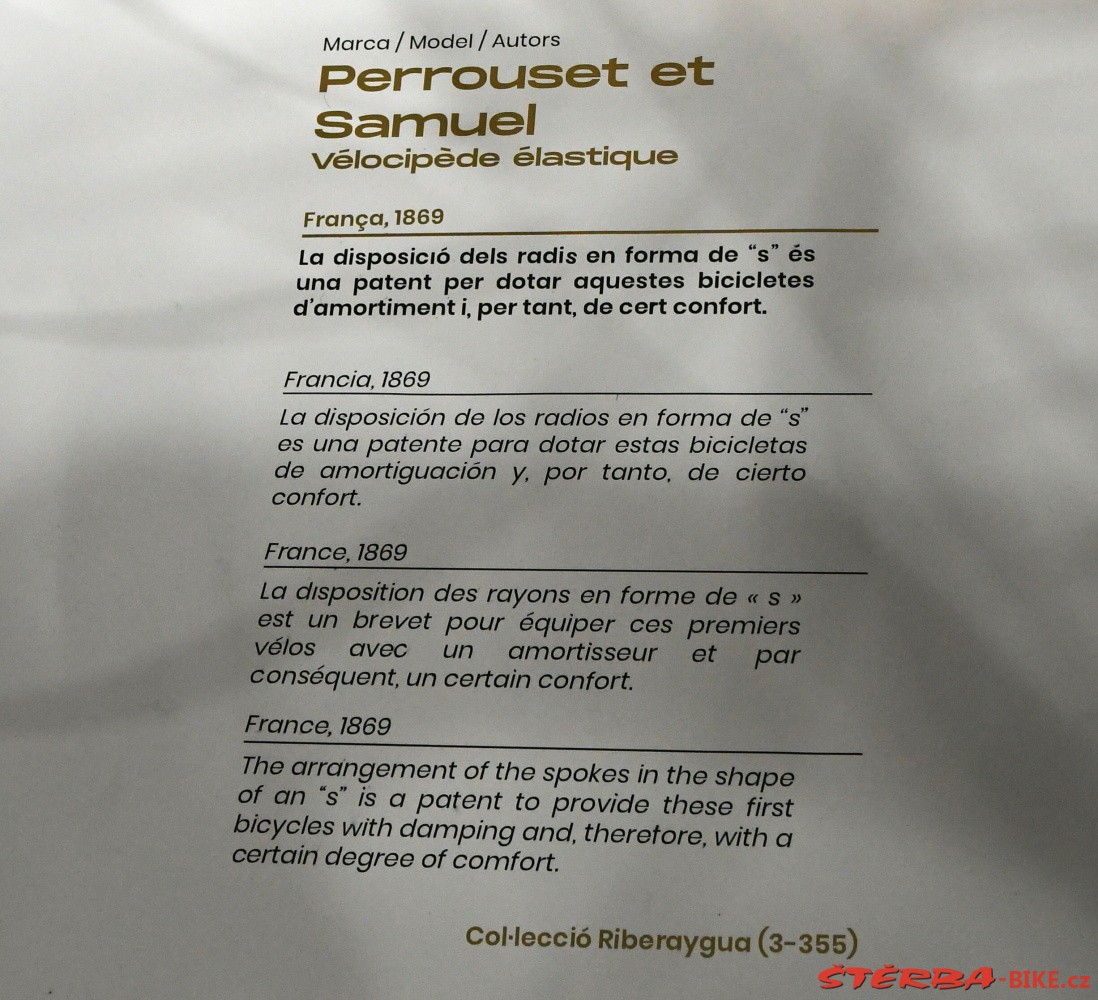 Marca / Model / Autors
Perrouset et
Samuel
Vélocipède élastique
França, 1869
La disposició dels radis en forma de “s” és
una patent per dotar aquestes bicicletes
d’amortiment i, per tant, de cert confort.
Francia, 1869
La disposición de los radios en forma de “s”
es una patente para dotar estas bicicletas
de amortiguación y, por tanto, de cierto
confort.
France, 1869
La disposition des rayons en forme de « s »
est un brevet pour équiper ces premiers
vélos avec un amortisseur et par
conséquent, un certain confort.
France, 1869
The arrangement of the spokes in the shape
of an “s” is a patent to provide these first
bicycles with damping and, therefore, with a
certain degree of comfort.
Col·lecció Riberaygua (3-355)
ŠTĚRBA-BIKE.cz